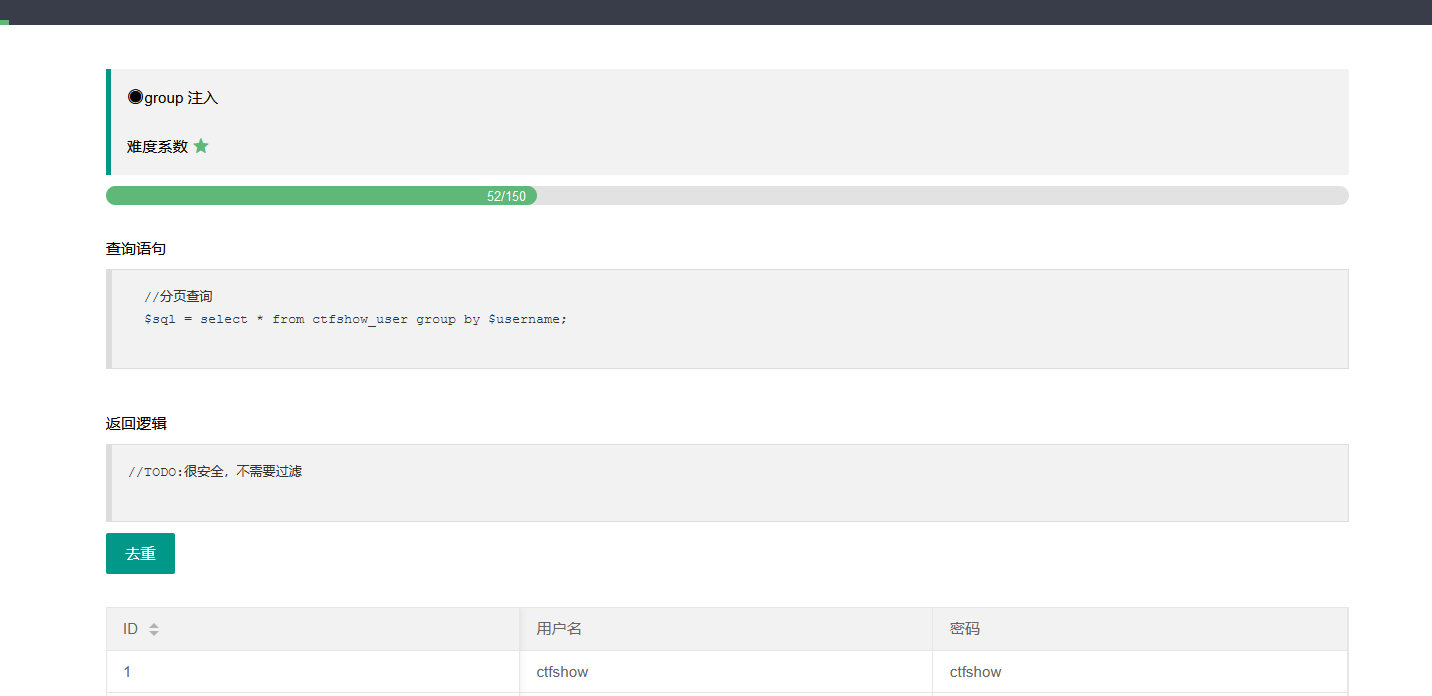 group 注入
难度系数
52/150
查询语句
//分页查询
$sql = select * from ctfshow_user group by $username;
返回逻辑
//TODO:很安全，不需要过滤
去重
ID 用户名 密码
1 ctfshow ctfshow